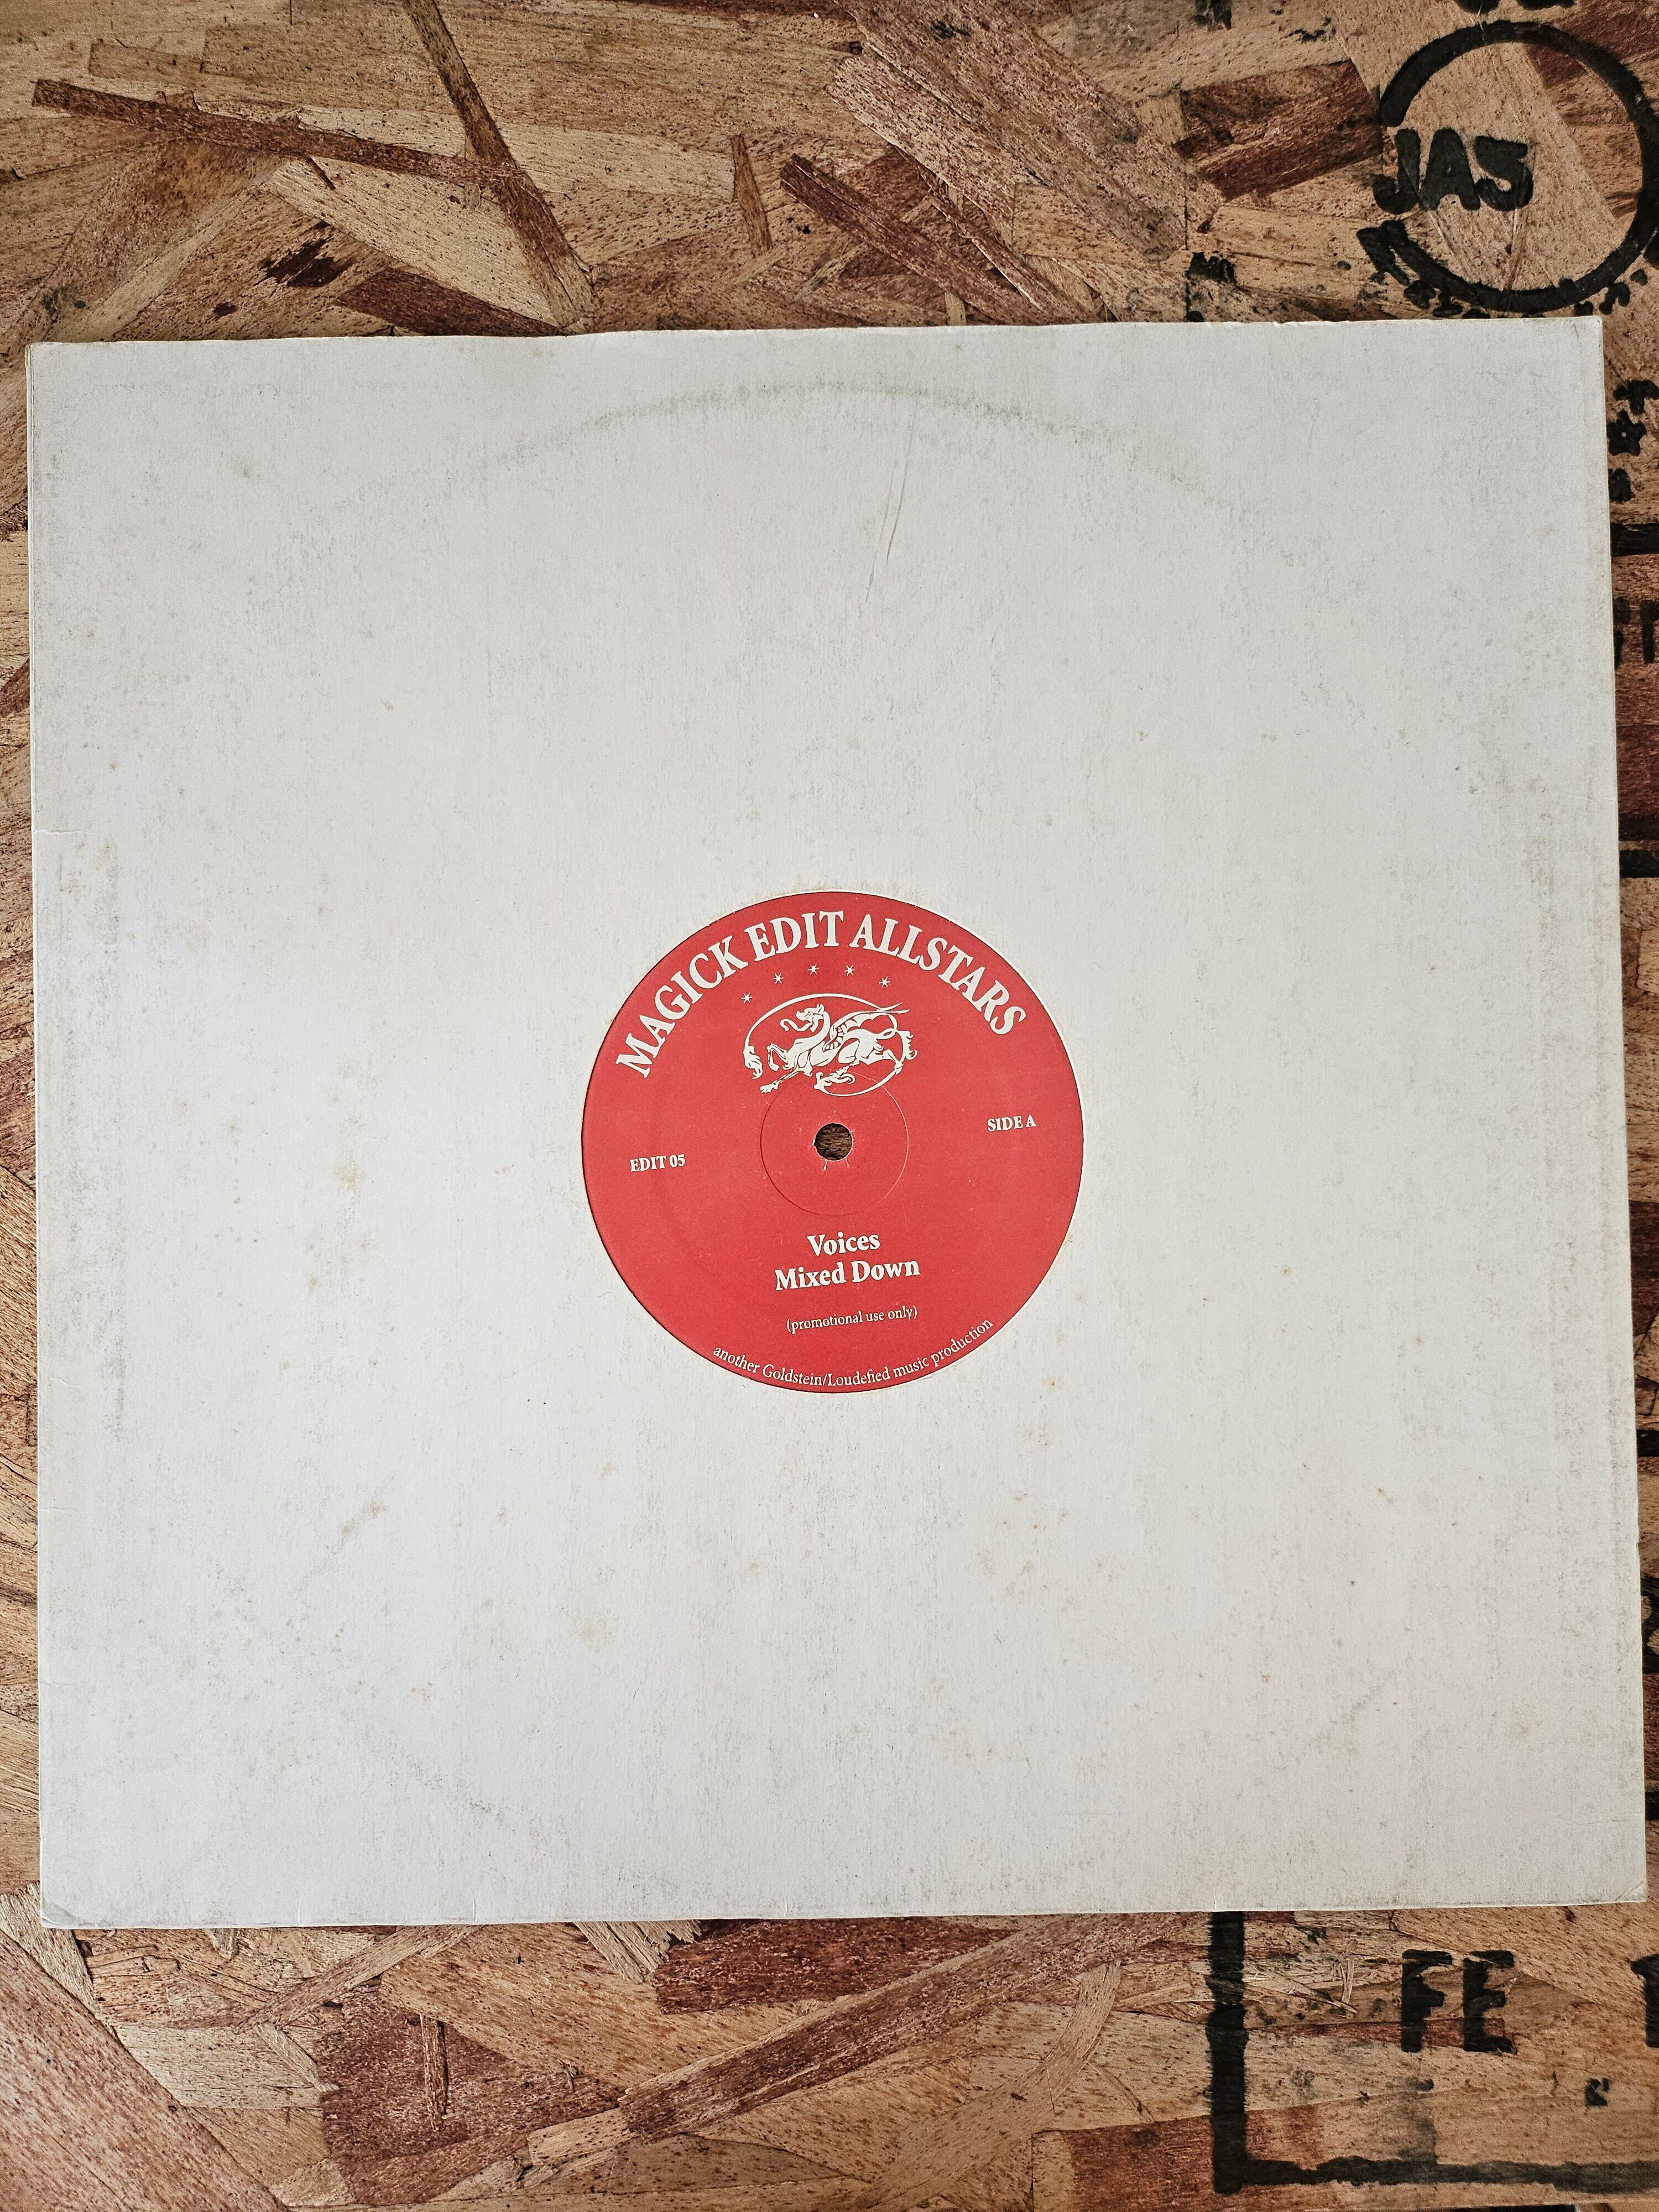 JAS
MAGICK EDIT ALLSTARS
SIDE A
EDIT 05
Voices
Mixed Down
(promotional use only)
another Goldstein/Loudefied music production
FE